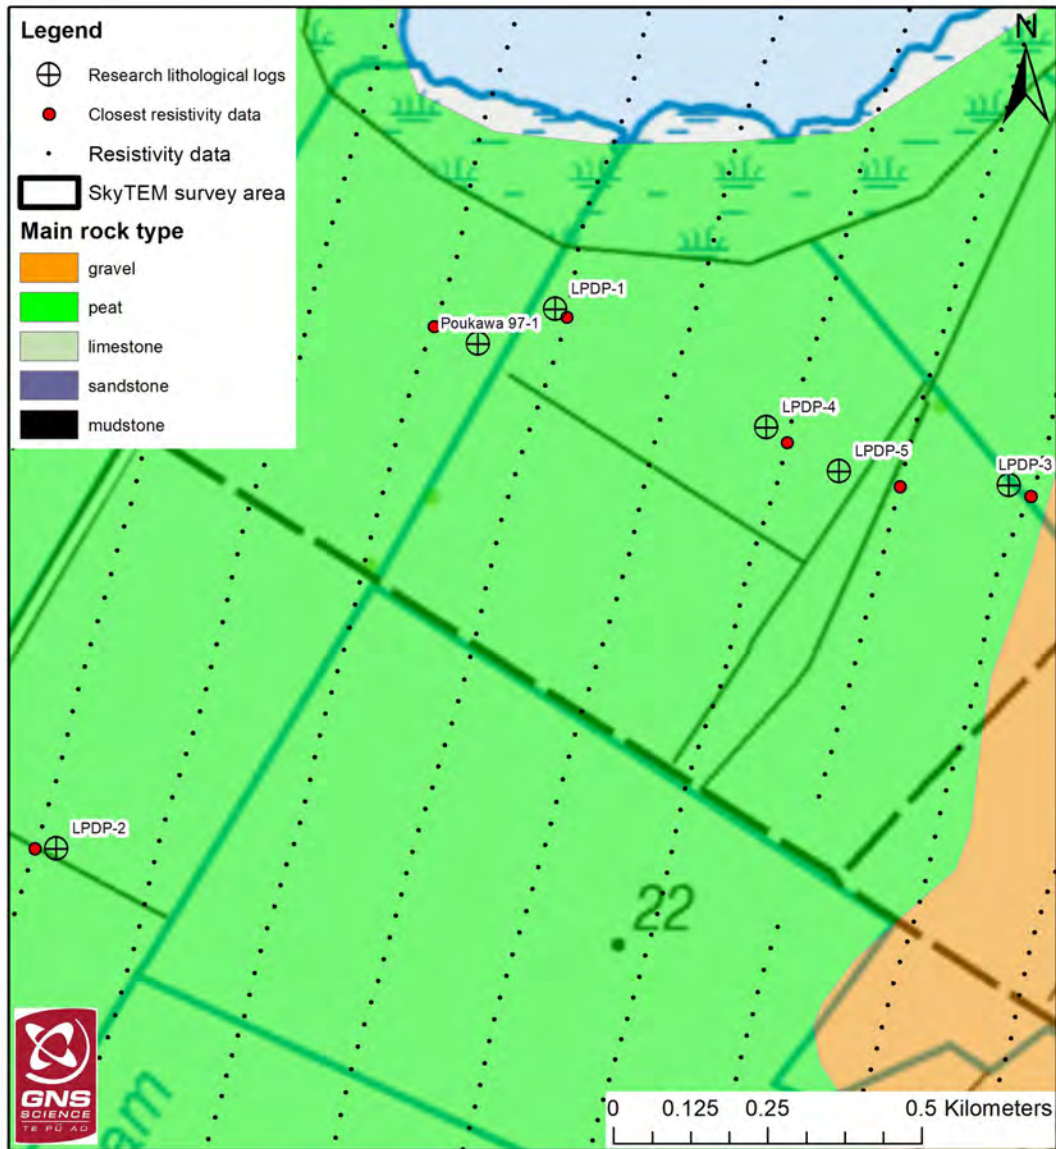 Legend
Research lithological logs
Closest resistivity data
Resistivity data
SkyTEM survey area
Main rock type
gravel
peat
limestone
sandstone
mudstone
N
LPDP-1
Poukawa 97-1
LPDP-4
LPDP-5
LPDP-3
LPDP-2
22
am
GNS
SCIENCE
TE PŪ AO
0 0.125 0.25 0.5 Kilometers